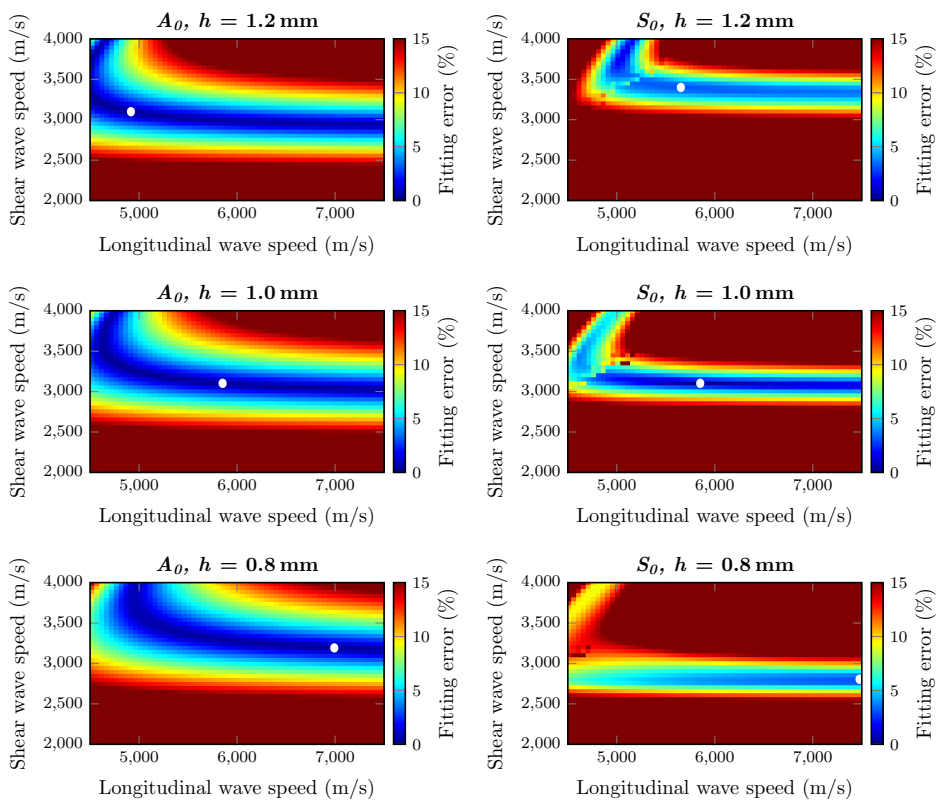 A0, h = 1.2 mm
Shear wave speed (m/s)
4,000
3,500
3,000
2,500
2,000
5,000 6,000 7,000
Longitudinal wave speed (m/s)
15
10
5
0
Fitting error (%)
S0, h = 1.2 mm
Shear wave speed (m/s)
4,000
3,500
3,000
2,500
2,000
5,000 6,000 7,000
Longitudinal wave speed (m/s)
15
10
5
0
Fitting error (%)
A0, h = 1.0 mm
Shear wave speed (m/s)
4,000
3,500
3,000
2,500
2,000
5,000 6,000 7,000
Longitudinal wave speed (m/s)
15
10
5
0
Fitting error (%)
S0, h = 1.0 mm
Shear wave speed (m/s)
4,000
3,500
3,000
2,500
2,000
5,000 6,000 7,000
Longitudinal wave speed (m/s)
15
10
5
0
Fitting error (%)
A0, h = 0.8 mm
Shear wave speed (m/s)
4,000
3,500
3,000
2,500
2,000
5,000 6,000 7,000
Longitudinal wave speed (m/s)
15
10
5
0
Fitting error (%)
S0, h = 0.8 mm
Shear wave speed (m/s)
4,000
3,500
3,000
2,500
2,000
5,000 6,000 7,000
Longitudinal wave speed (m/s)
15
10
5
0
Fitting error (%)